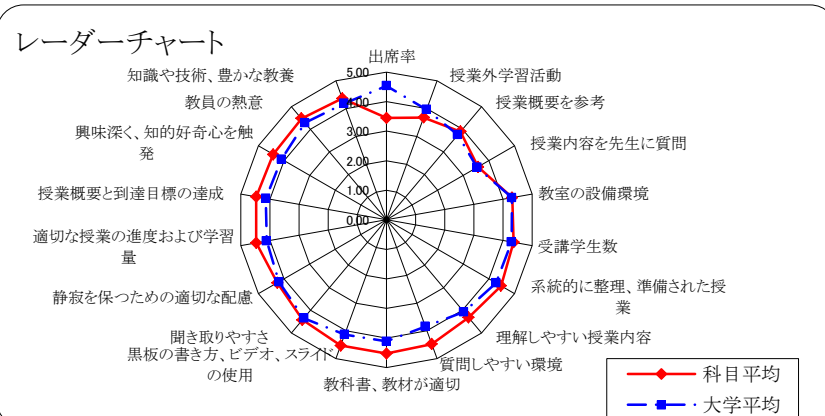 レーダーチャート
出席率
授業外学習活動
授業概要を参考
授業内容を先生に質問
教室の設備環境
受講学生数
系統的に整理、準備された授
業
理解しやすい授業内容
質問しやすい環境
教科書、教材が適切
黒板の書き方、ビデオ、スライド
の使用
聞き取りやすさ
静寂を保つための適切な配慮
適切な授業の進度および学習
量
授業概要と到達目標の達成
興味深く、知的好奇心を触
発
教員の熱意
知識や技術、豊かな教養
5.00
4.00
3.00
2.00
1.00
0.00
科目平均
大学平均